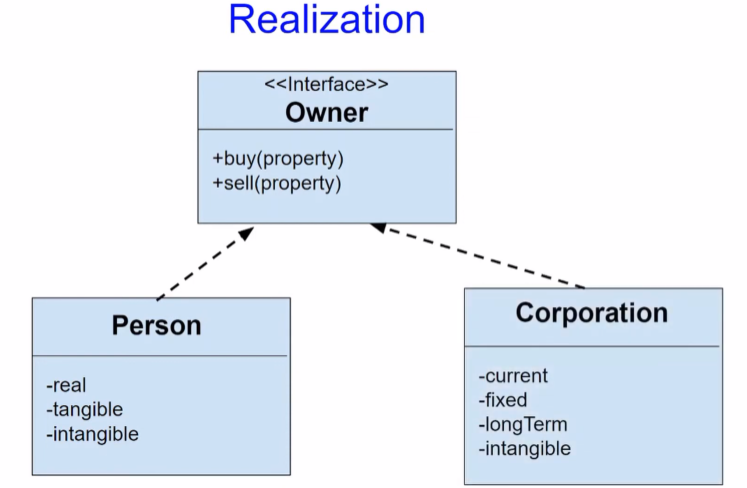 Realization
<<Interface>>
Owner
+buy(property)
+sell(property)
Person
-real
-tangible
-intangible
Corporation
-current
-fixed
-longTerm
-intangible